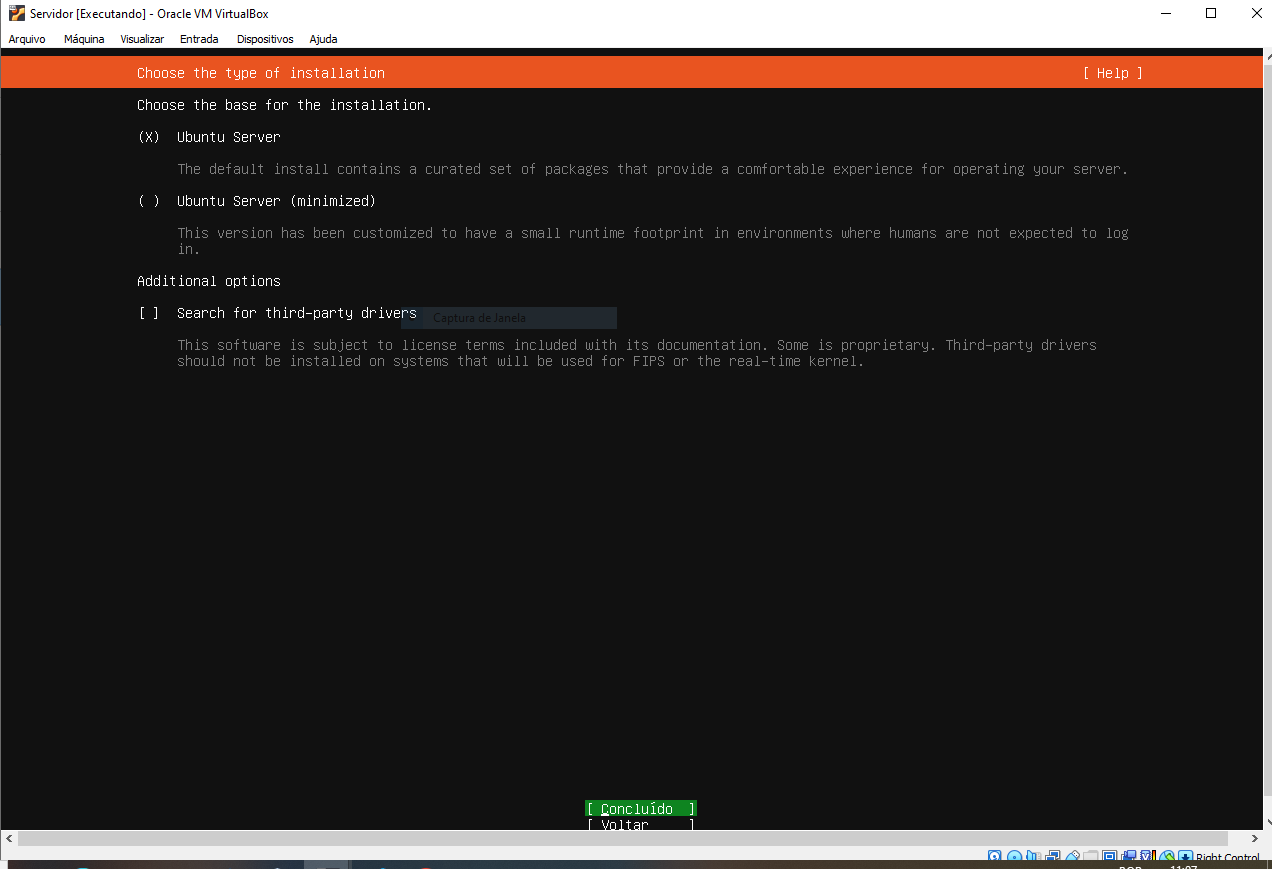 Servidor [Executando] - Oracle VM VirtualBox
Arquivo Máquina Visualizar Entrada Dispositivos Ajuda
Choose the type of installation [ Help ]
Choose the base for the installation.
(X) Ubuntu Server
The default install contains a curated set of packages that provide a comfortable experience for operating your server.
( ) Ubuntu Server (minimized)
This version has been customized to have a small runtime footprint in environments where humans are not expected to log
in.
Additional options
[ ] Search for third-party drivers
Captura de Janela
This software is subject to license terms included with its documentation. Some is proprietary. Third-party drivers
should not be installed on systems that will be used for FIPS or the real-time kernel.
[ Concluído ]
[ Voltar ]
Right Control